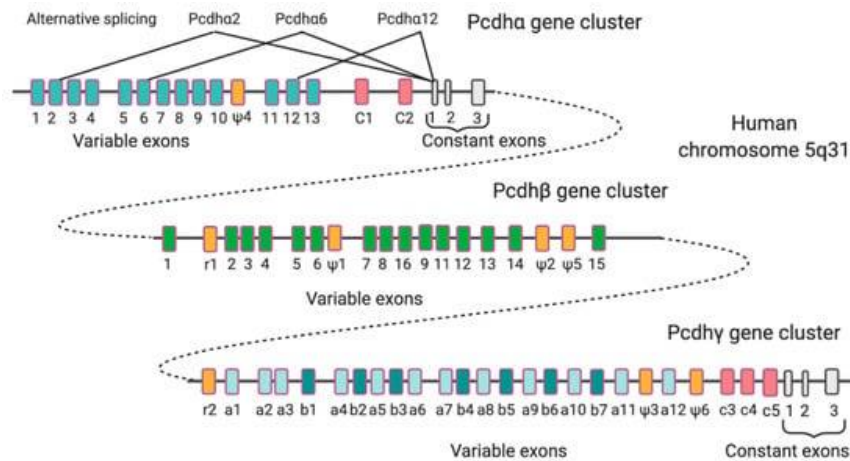 Alternative splicing Pcdhα2 Pcdhα6 Pcdhα12 Pcdhα gene cluster
1 2 3 4 5 6 7 8 9 10 ψ4 11 12 13 C1 C2 1 2 3
Variable exons Constant exons
Human
chromosome 5q31
Pcdhβ gene cluster
1 r1 2 3 4 5 6 ψ1 7 8 16 9 11 12 13 14 ψ2 ψ5 15
Variable exons
Pcdhγ gene cluster
r2 a1 a2 a3 b1 a4 b2 a5 b3 a6 a7 b4 a8 b5 a9 b6 a10 b7 a11 ψ3 a12 ψ6 c3 c4 c5 1 2 3
Variable exons Constant exons